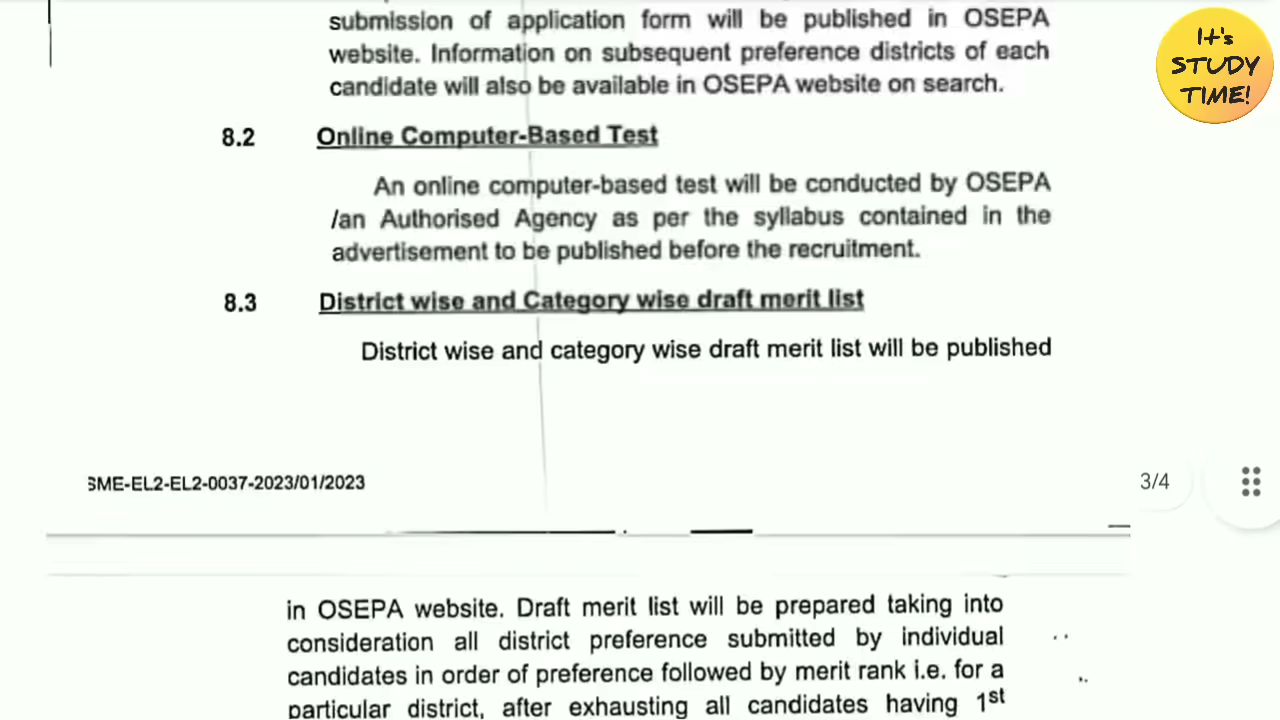 submission of application form will be published in OSEPA
website. Information on subsequent preference districts of each
candidate will also be available in OSEPA website on search.
8.2 Online Computer-Based Test
An online computer-based test will be conducted by OSEPA
/an Authorised Agency as per the syllabus contained in the
advertisement to be published before the recruitment.
8.3 District wise and Category wise draft merit list
District wise and category wise draft merit list will be published
SME-EL2-EL2-0037-2023/01/2023
3/4
in OSEPA website. Draft merit list will be prepared taking into
consideration all district preference submitted by individual
candidates in order of preference followed by merit rank i.e. for a
particular district, after exhausting all candidates having 1st
It's
STUDY
TIME!